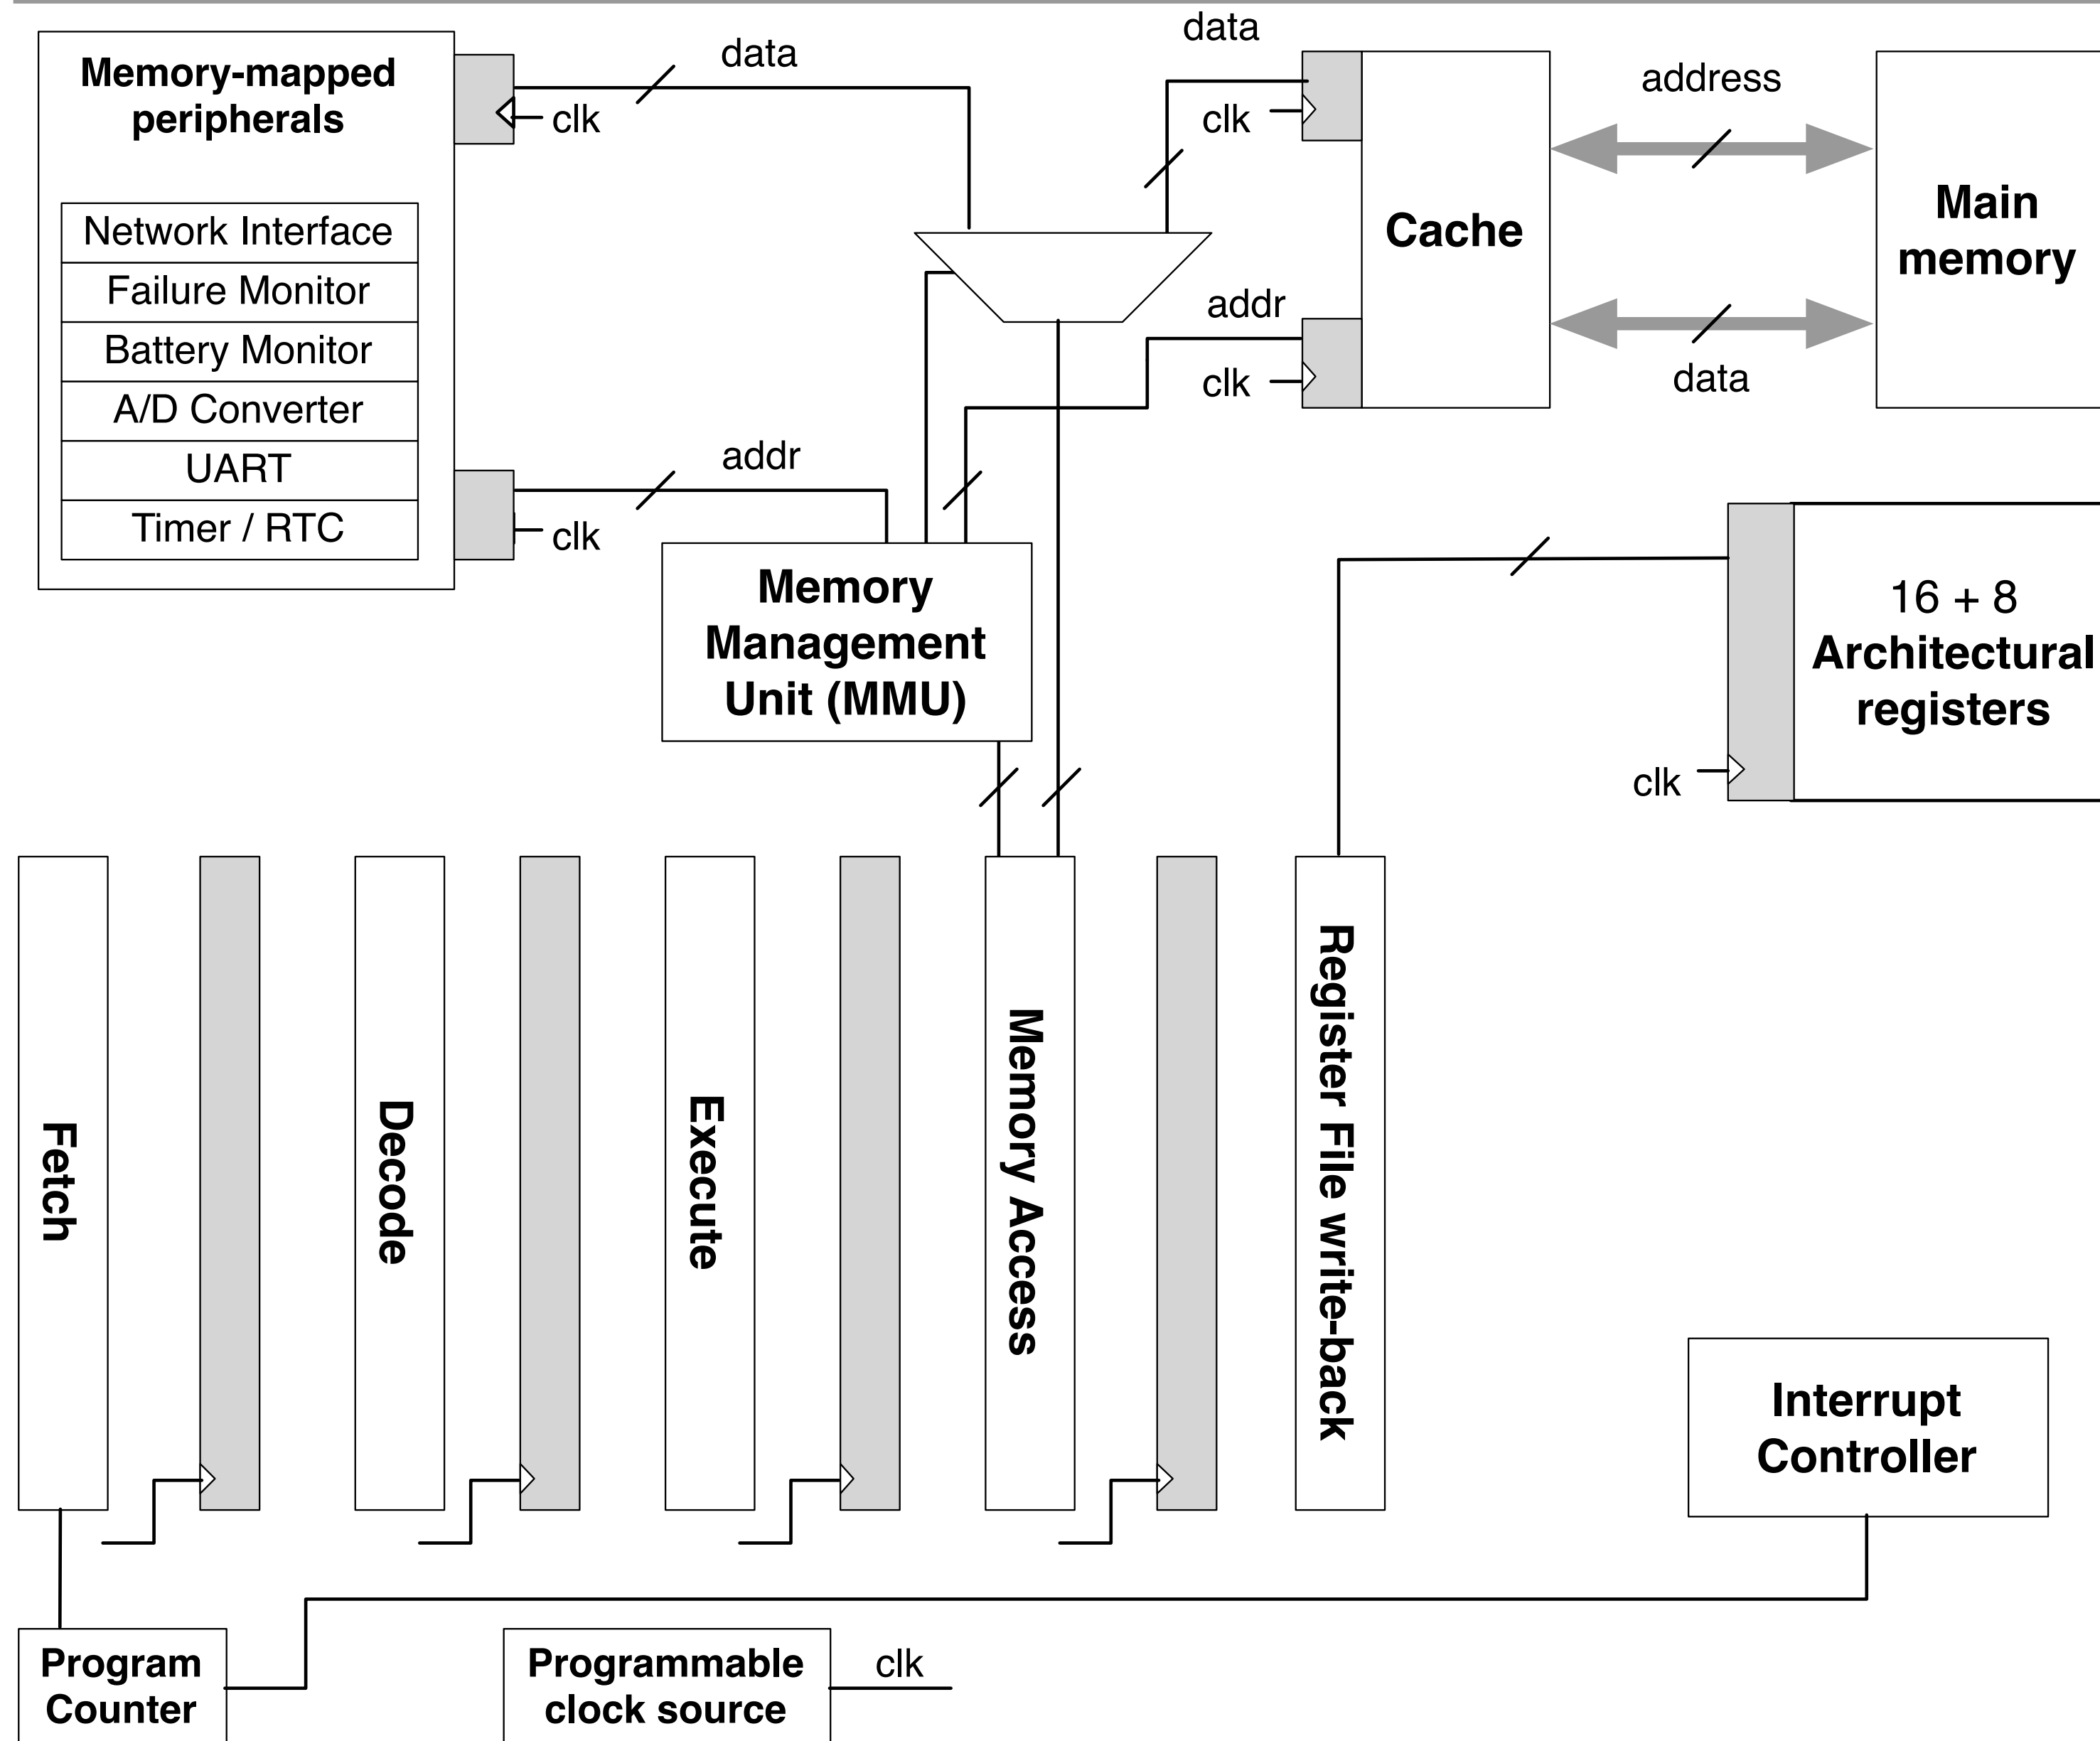 Memory-mapped
peripherals
Network Interface
Failure Monitor
Battery Monitor
A/D Converter
UART
Timer / RTC
data
clk
addr
clk
data
clk
addr
clk
Cache
address
data
Main
memory
Memory
Management
Unit (MMU)
16 + 8
Architectural
registers
clk
Fetch
Decode
Execute
Memory Access
Register File write-back
Interrupt
Controller
Program
Counter
Programmable
clock source
clk